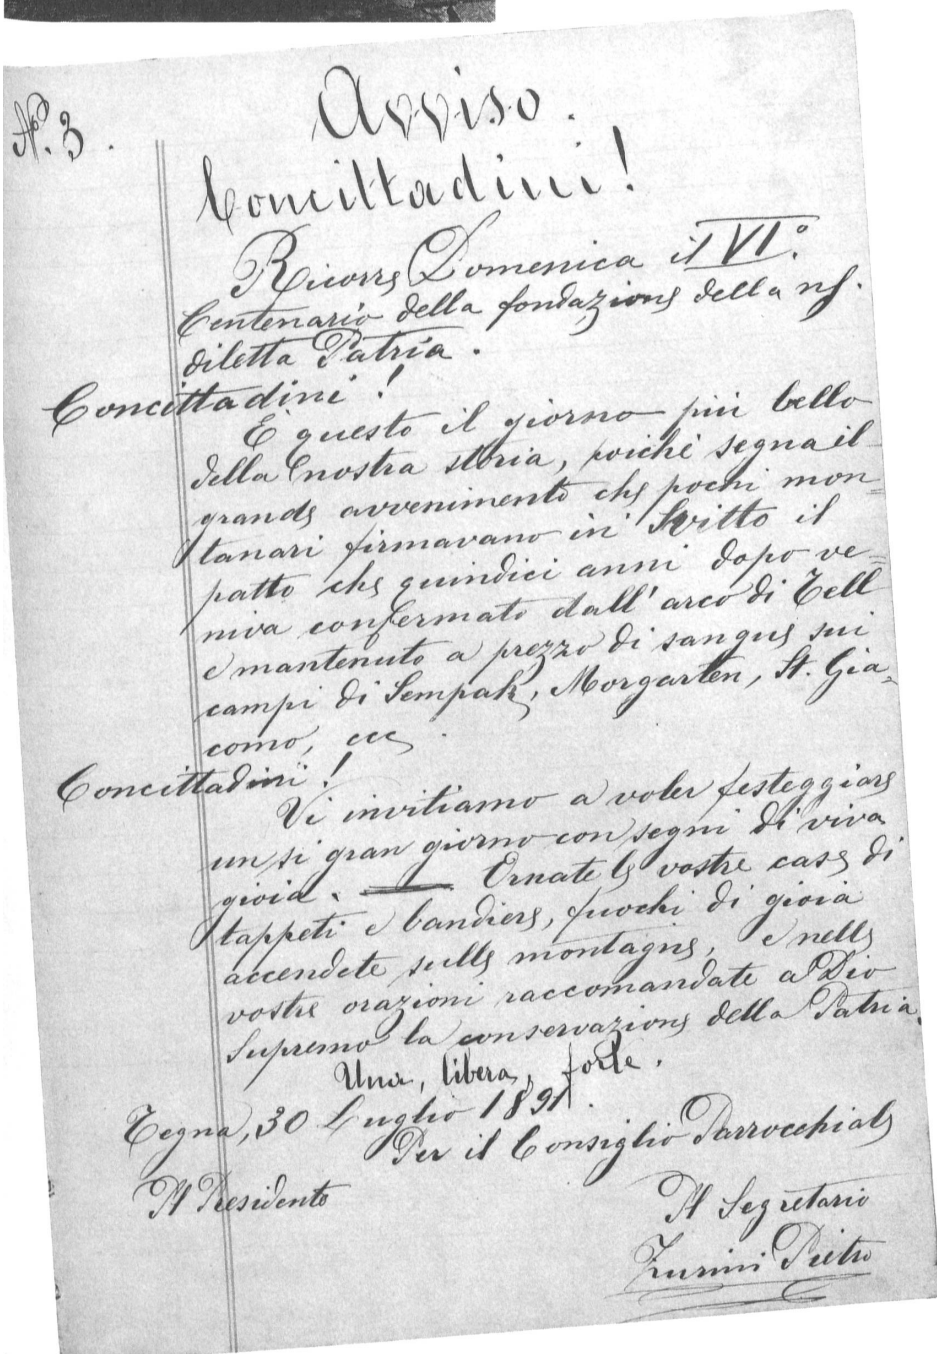 Nº. 3.
Avviso.
Concittadini!
Ricorre Domenica il VIº.
Centenario della fondazione della ns.
diletta Patria.
Concittadini!
È questo il giorno più bello
della nostra storia, poichè segna il
grande avvenimento che pochi mon=
tanari firmavano in Svitto il
patto che quindici anni dopo ve=
niva confermato dall'arco di Tell
e mantenuto a prezzo di sangue sui
campi di Sempak, Morgarten, St. Gia=
como, ecc.
Concittadini!
Vi invitiamo a voler festeggiare
un si gran giorno con segni di viva
gioia. — Ornate le vostre case di
tappeti e bandiere, fuochi di gioia
accendete sulle montagne, e nelle
vostre orazioni raccomandate a Dio
Supremo la conservazione della Patria.
Una, libera, forte.
Tegna, 30 Luglio 1891.
Per il Consiglio Parrocchiale
Il Presidente
Il Segretario
Zurini Pietro